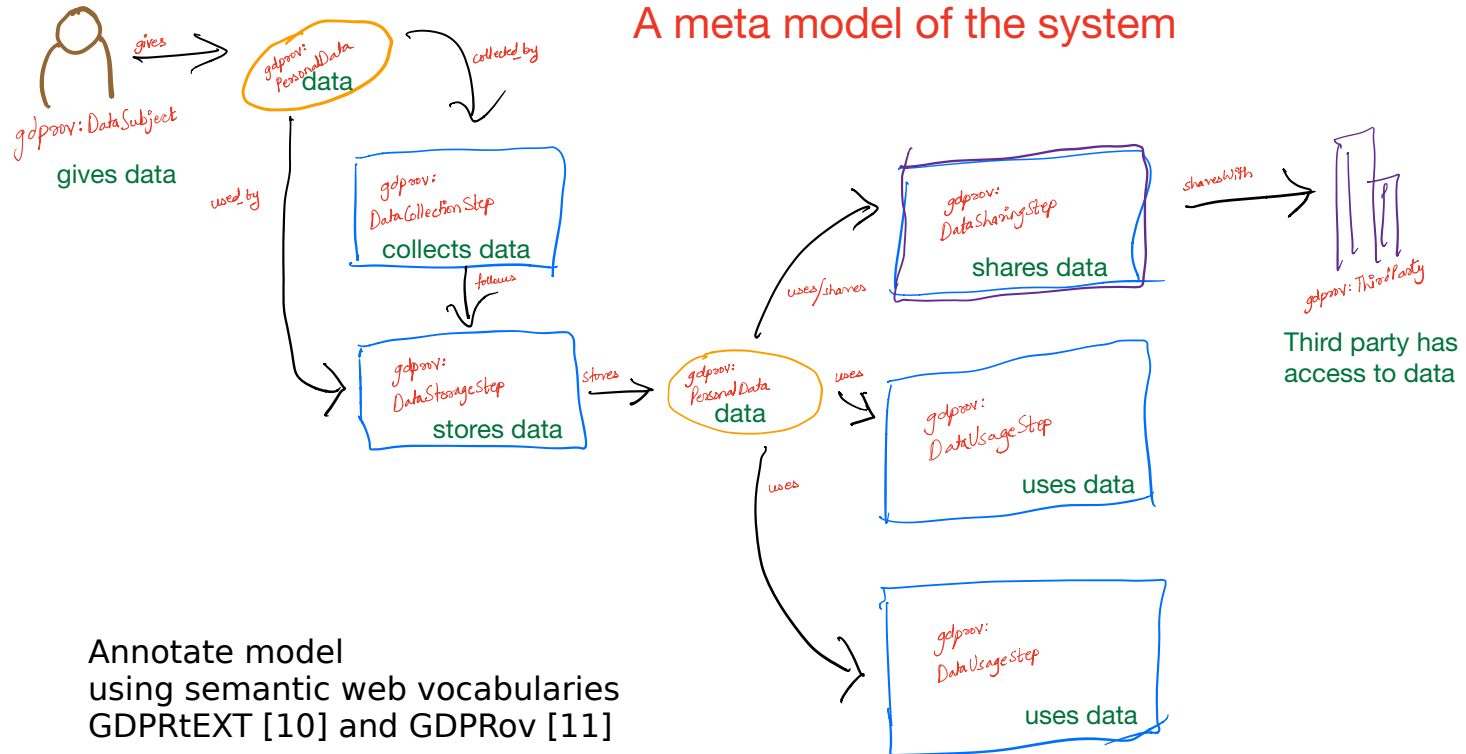 A meta model of the system
gives
gdprov:
PersonalData
data
collected_by
gdprov:DataSubject
gives data
used_by
gdprov:
DataCollectionStep
collects data
follows
gdprov:
DataStorageStep
stores data
stores
gdprov:
PersonalData
data
uses/shares
gdprov:
DataSharingStep
shares data
sharesWith
gdprov:ThirdParty
Third party has
access to data
uses
gdprov:
DataUsageStep
uses data
uses
gdprov:
DataUsageStep
uses data
Annotate model
using semantic web vocabularies
GDPRtEXT [10] and GDPRov [11]